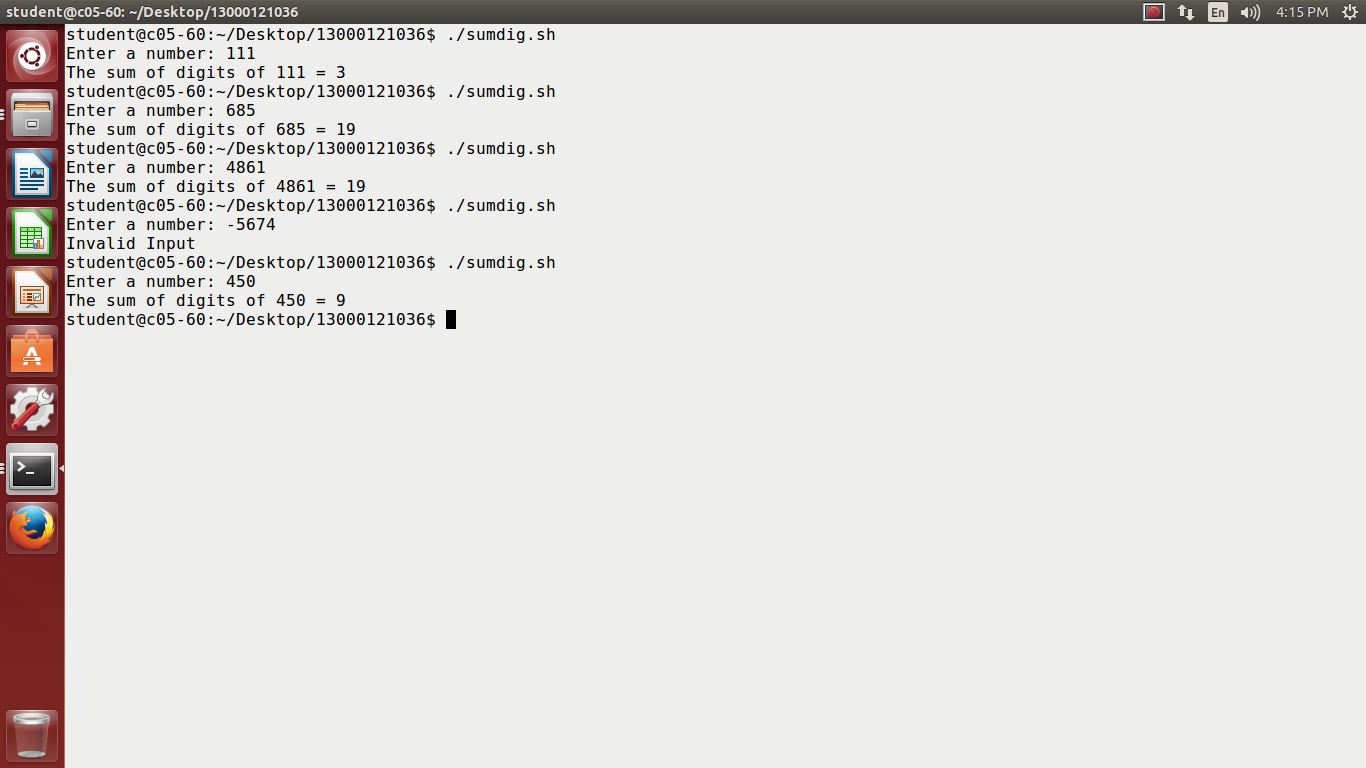 student@c05-60: ~/Desktop/13000121036
En
4:15 PM
student@c05-60:~/Desktop/13000121036$ ./sumdig.sh
Enter a number: 111
The sum of digits of 111 = 3
student@c05-60:~/Desktop/13000121036$ ./sumdig.sh
Enter a number: 685
The sum of digits of 685 = 19
student@c05-60:~/Desktop/13000121036$ ./sumdig.sh
Enter a number: 4861
The sum of digits of 4861 = 19
student@c05-60:~/Desktop/13000121036$ ./sumdig.sh
Enter a number: -5674
Invalid Input
student@c05-60:~/Desktop/13000121036$ ./sumdig.sh
Enter a number: 450
The sum of digits of 450 = 9
student@c05-60:~/Desktop/13000121036$